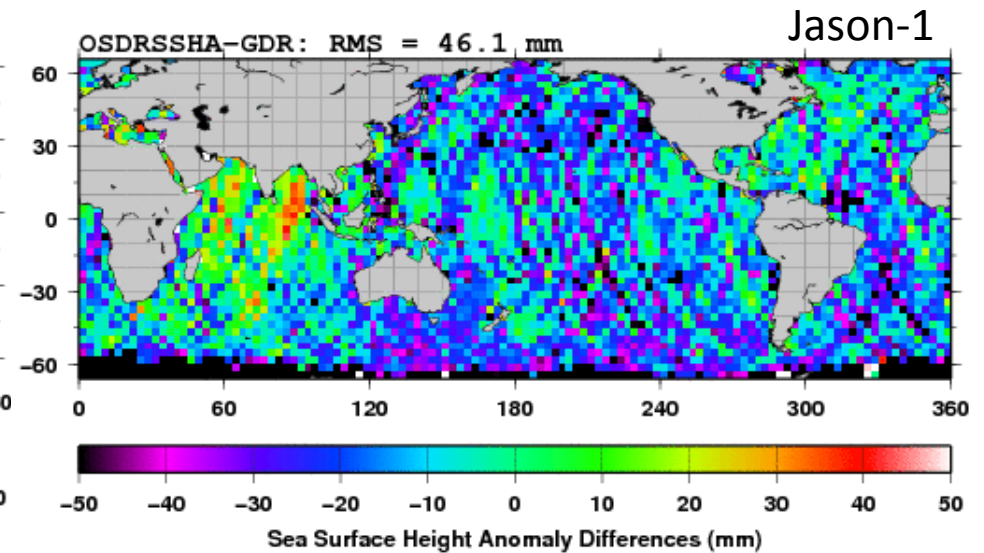 Jason-1
OSDRSSHA-GDR: RMS = 46.1 mm
60
30
0
-30
-60
0 60 120 180 240 300 360
-50 -40 -30 -20 -10 0 10 20 30 40 50
Sea Surface Height Anomaly Differences (mm)